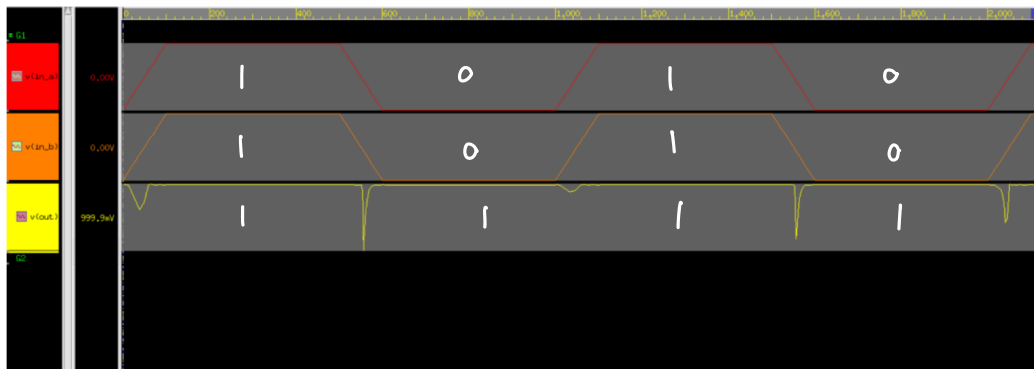 0 200 400 600 800 1,000 1,200 1,400 1,600 1,800 2,000
G1
v(in_a) 0.00V 1 0 1 0
v(in_b) 0.00V 1 0 1 0
v(out) 999.9mV 1 1 1 1
G2